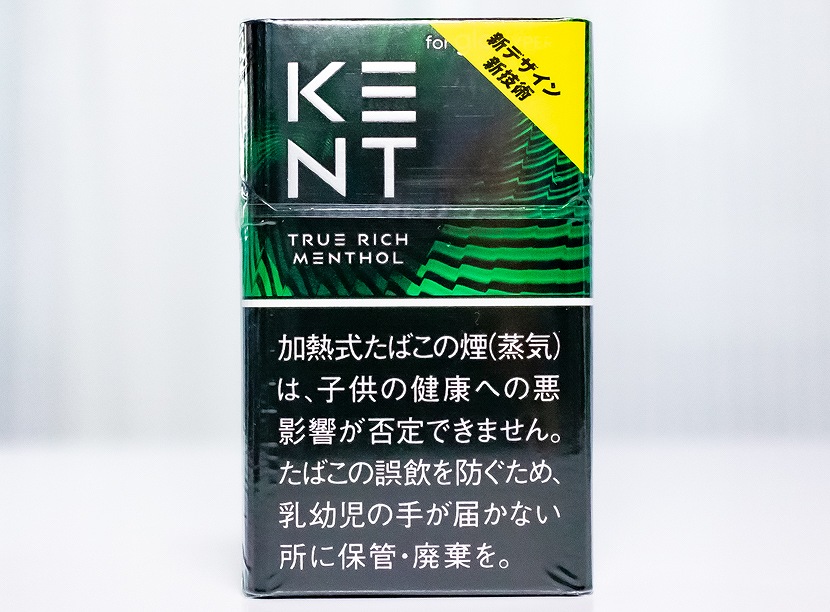 for
新デザイン
新技術
KE
NT
TRUE RICH
MENTHOL
加熱式たばこの煙(蒸気)
は、子供の健康への悪
影響が否定できません。
たばこの誤飲を防ぐため、
乳幼児の手が届かない
所に保管・廃棄を。